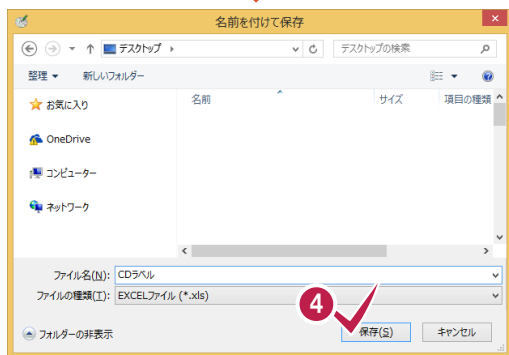 名前を付けて保存
デスクトップ
デスクトップの検索
整理 新しいフォルダー
お気に入り
名前 サイズ 項目の種類
OneDrive
コンピューター
ネットワーク
ファイル名(N): CDラベル
ファイルの種類(T): EXCELファイル (*.xls)
4
フォルダーの非表示
保存(S) キャンセル